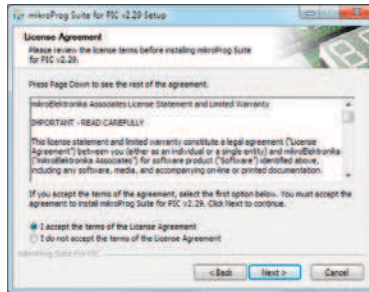 mikroProg Suite for PIC v2.29 Setup
License Agreement
Please review the license terms before installing mikroProg Suite
for PIC v2.29.
Press Page Down to see the rest of the agreement.
mikroElektronika Associates License Statement and Limited Warranty
IMPORTANT - READ CAREFULLY
This license statement and limited warranty constitute a legal agreement ("License
Agreement") between you (either as an individual or a single entity) and mikroElektronika
("mikroElektronika Associates") for software product ("Software") identified above,
including any software, media, and accompanying on-line or printed documentation.
If you accept the terms of the agreement, select the first option below. You must accept the
agreement to install mikroProg Suite for PIC v2.29. Click Next to continue.
I accept the terms of the License Agreement
I do not accept the terms of the License Agreement
mikroProg Suite for PIC
< Back
Next >
Cancel